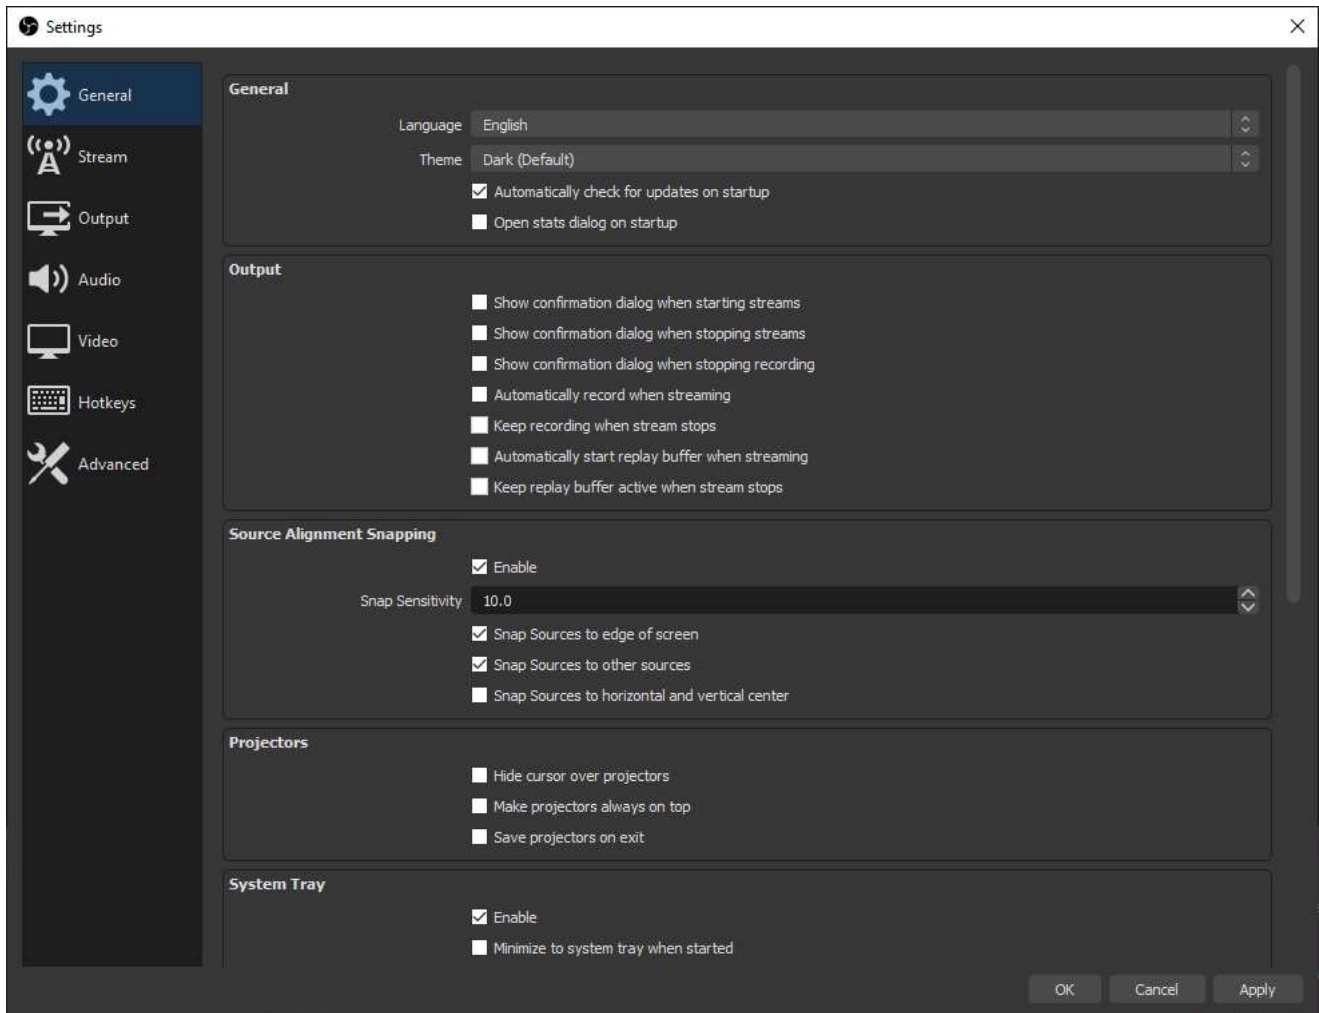 Settings
General
Stream
Output
Audio
Video
Hotkeys
Advanced
General
Language English
Theme Dark (Default)
Automatically check for updates on startup
Open stats dialog on startup
Output
Show confirmation dialog when starting streams
Show confirmation dialog when stopping streams
Show confirmation dialog when stopping recording
Automatically record when streaming
Keep recording when stream stops
Automatically start replay buffer when streaming
Keep replay buffer active when stream stops
Source Alignment Snapping
Enable
Snap Sensitivity 10.0
Snap Sources to edge of screen
Snap Sources to other sources
Snap Sources to horizontal and vertical center
Projectors
Hide cursor over projectors
Make projectors always on top
Save projectors on exit
System Tray
Enable
Minimize to system tray when started
OK Cancel Apply